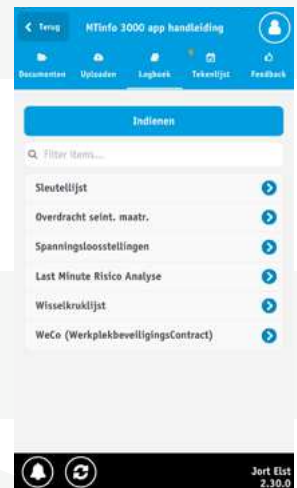 Terug MTinfo 3000 app handleiding
Documenten Uploaden Logboek Tekenlijst Feedback
Indienen
Filter items...
Sleutellijst
Overdracht seint. maatr.
Spanningsloosstellingen
Last Minute Risico Analyse
Wisselkruklijst
WeCo (WerkplekbeveiligingsContract)
Jort Elst
2.30.0